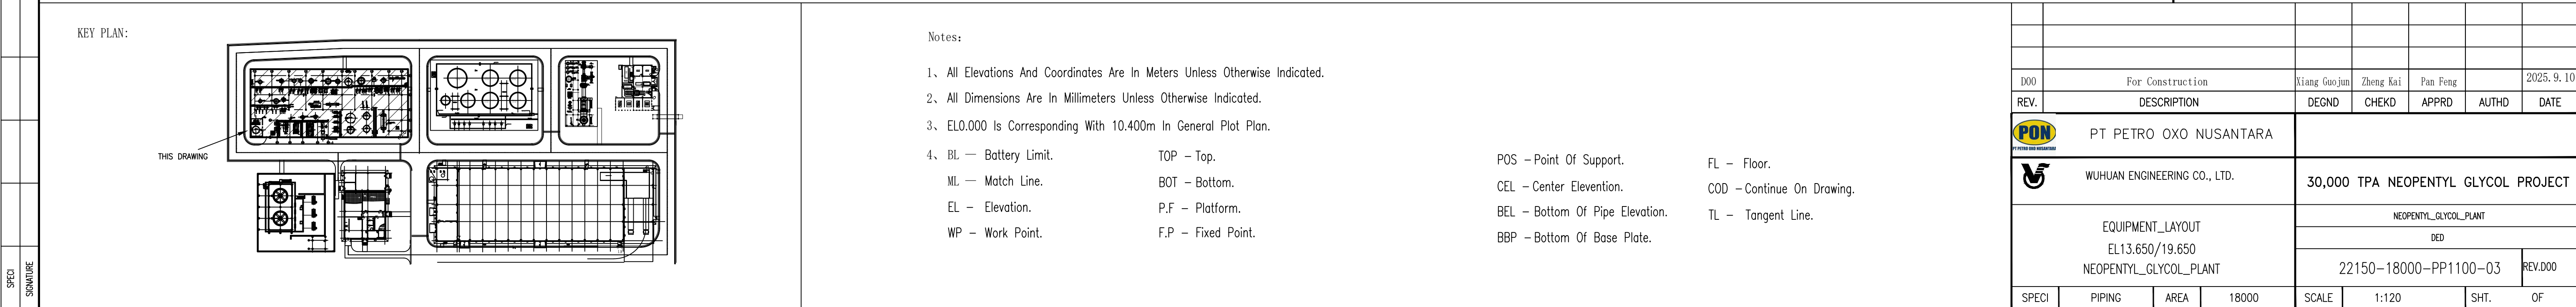 KEY PLAN:
THIS DRAWING
SPECI
SIGNATURE
Notes:
1、 All Elevations And Coordinates Are In Meters Unless Otherwise Indicated.
2、 All Dimensions Are In Millimeters Unless Otherwise Indicated.
3、 EL0.000 Is Corresponding With 10.400m In General Plot Plan.
4、 BL — Battery Limit.
ML — Match Line.
EL – Elevation.
WP – Work Point.
TOP – Top.
BOT – Bottom.
P.F – Platform.
F.P – Fixed Point.
POS – Point Of Support.
CEL – Center Elevention.
BEL – Bottom Of Pipe Elevation.
BBP – Bottom Of Base Plate.
FL – Floor.
COD – Continue On Drawing.
TL – Tangent Line.
D00 For Construction Xiang Guojun Zheng Kai Pan Feng 2025.9.10
REV. DESCRIPTION DEGND CHEKD APPRD AUTHD DATE
PON
PT PETRO OXO NUSANTARA
PT PETRO OXO NUSANTARA
WUHUAN ENGINEERING CO., LTD.
30,000 TPA NEOPENTYL GLYCOL PROJECT
EQUIPMENT_LAYOUT
EL13.650/19.650
NEOPENTYL_GLYCOL_PLANT
NEOPENTYL_GLYCOL_PLANT
DED
22150-18000-PP1100-03 REV.D00
SPECI PIPING AREA 18000 SCALE 1:120 SHT. OF